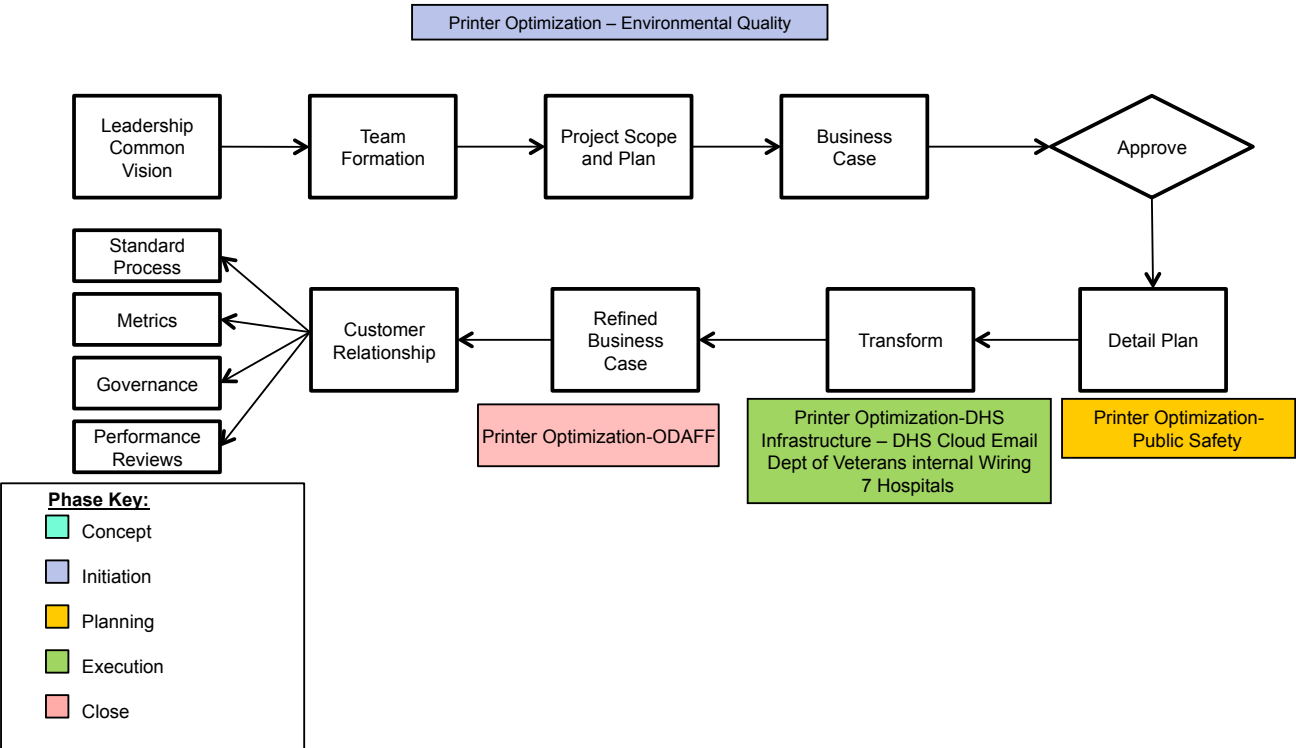 Printer Optimization – Environmental Quality
Leadership
Common
Vision
Team
Formation
Project Scope
and Plan
Business
Case
Approve
Standard
Process
Metrics
Governance
Performance
Reviews
Customer
Relationship
Refined
Business
Case
Transform
Detail Plan
Printer Optimization-ODAFF
Printer Optimization-DHS
Infrastructure – DHS Cloud Email
Dept of Veterans internal Wiring
7 Hospitals
Printer Optimization-
Public Safety
Phase Key:
Concept
Initiation
Planning
Execution
Close